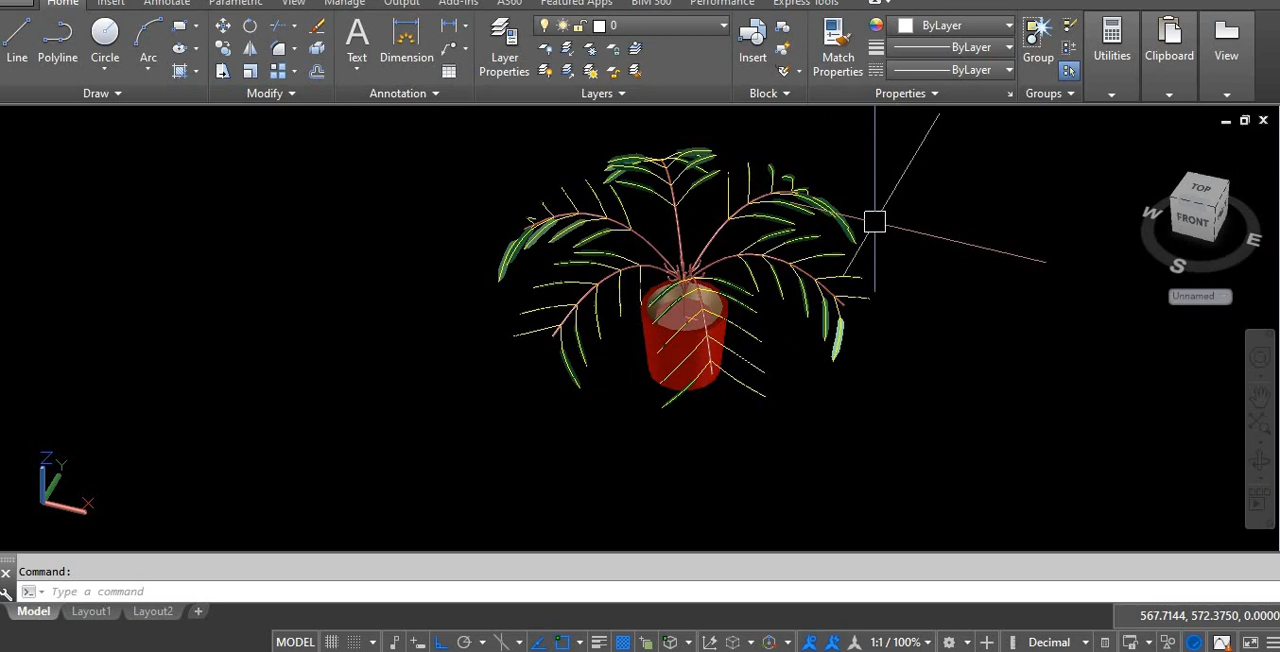 Home Insert Annotate Parametric View Manage Output Add-ins A360 Featured Apps BIM 360 Performance Express Tools
0
ByLayer
ByLayer
ByLayer
Line Polyline Circle Arc Text Dimension Layer Properties Insert Match Properties Group Utilities Clipboard View
Draw Modify Annotation Layers Block Properties Groups
TOP
FRONT
W
E
S
Unnamed
Z
Y
X
Command:
Type a command
Model Layout1 Layout2 +
567.7144, 572.3750, 0.0000
MODEL 1:1 / 100% Decimal